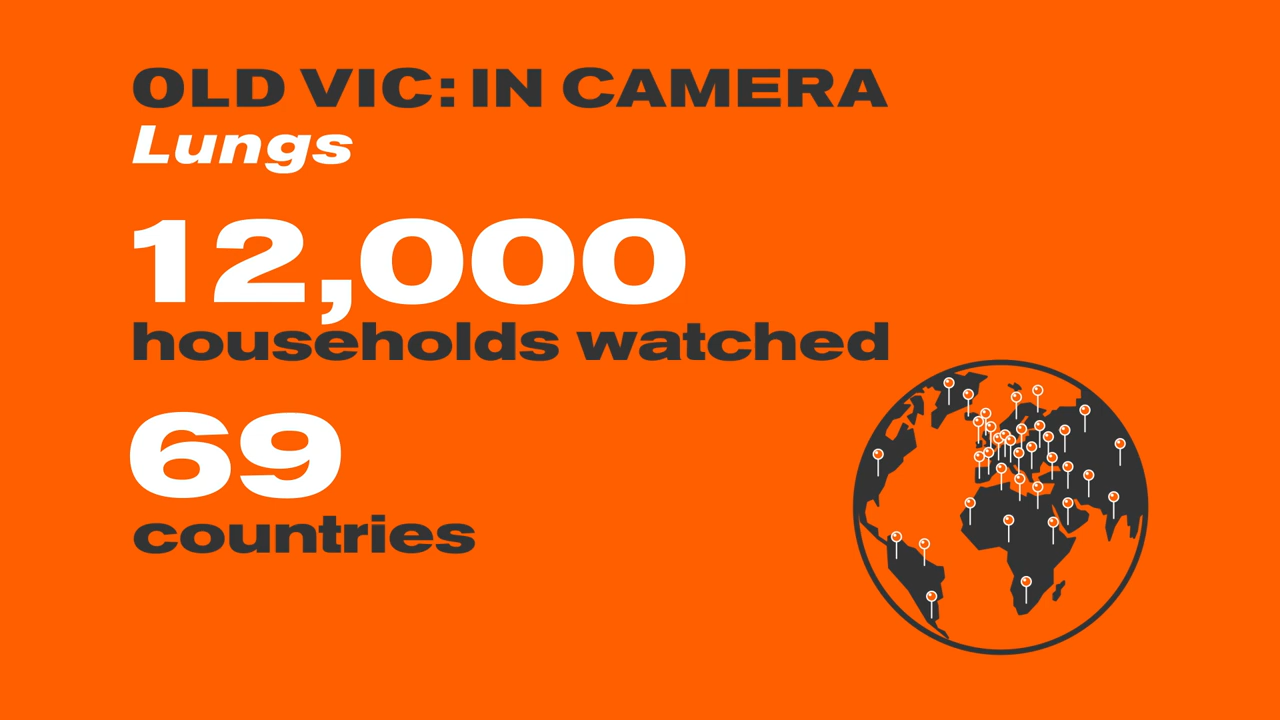 OLD VIC: IN CAMERA
Lungs
12,000
households watched
69
countries